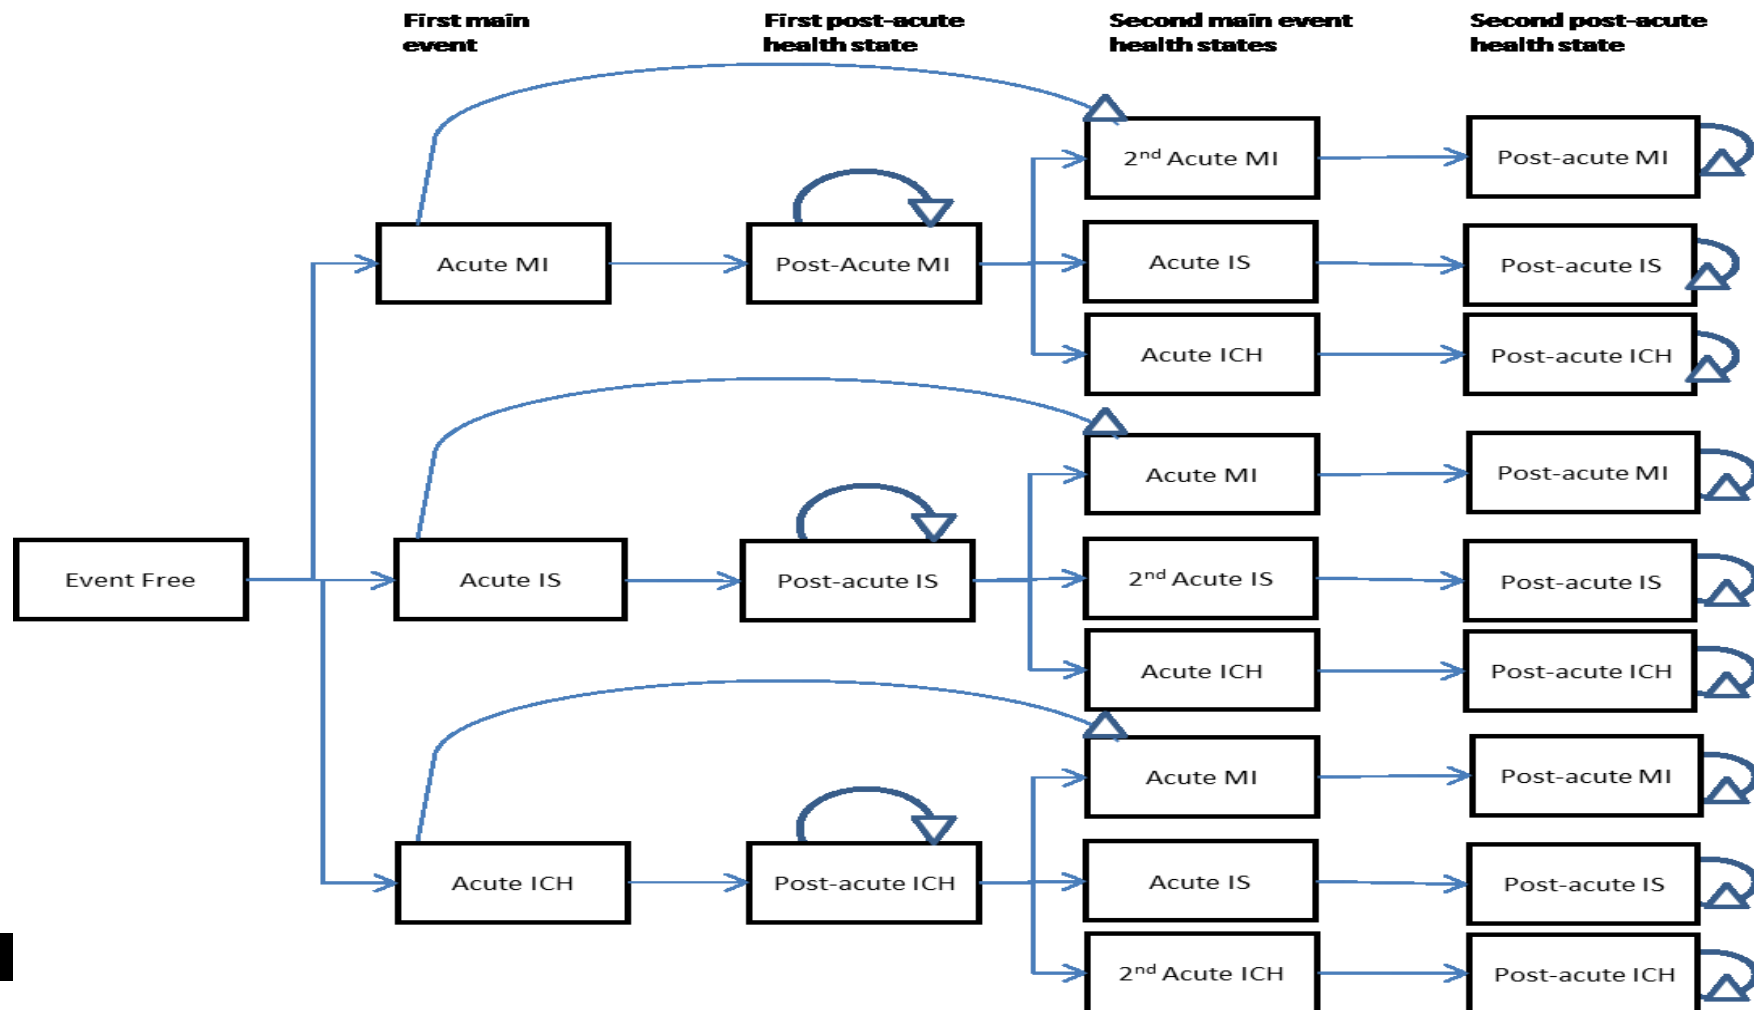 First main
event
First post-acute
health state
Second main event
health states
Second post-acute
health state
2nd Acute MI
Post-acute MI
Acute MI
Post-Acute MI
Acute IS
Post-acute IS
Acute ICH
Post-acute ICH
Acute MI
Post-acute MI
Event Free
Acute IS
Post-acute IS
2nd Acute IS
Post-acute IS
Acute ICH
Post-acute ICH
Acute MI
Post-acute MI
Acute ICH
Post-acute ICH
Acute IS
Post-acute IS
2nd Acute ICH
Post-acute ICH